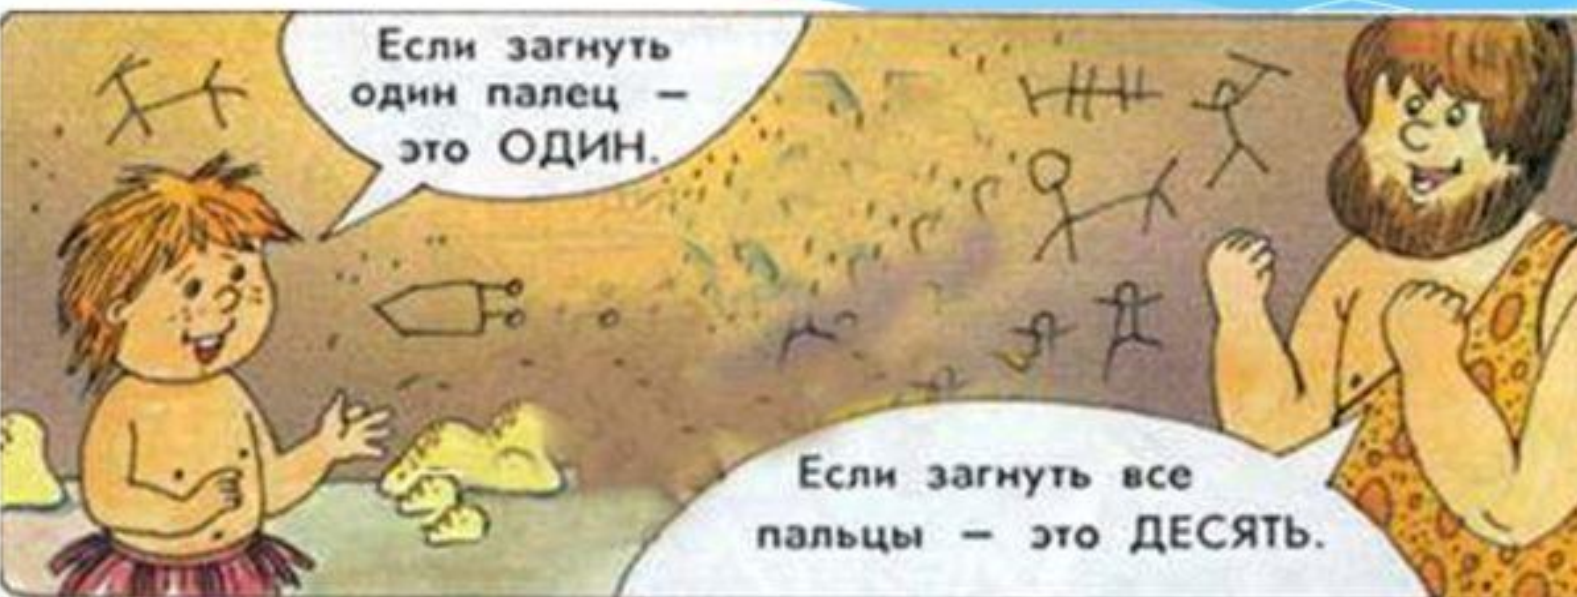 Если загнуть
один палец –
это ОДИН.
Если загнуть все
пальцы – это ДЕСЯТЬ.